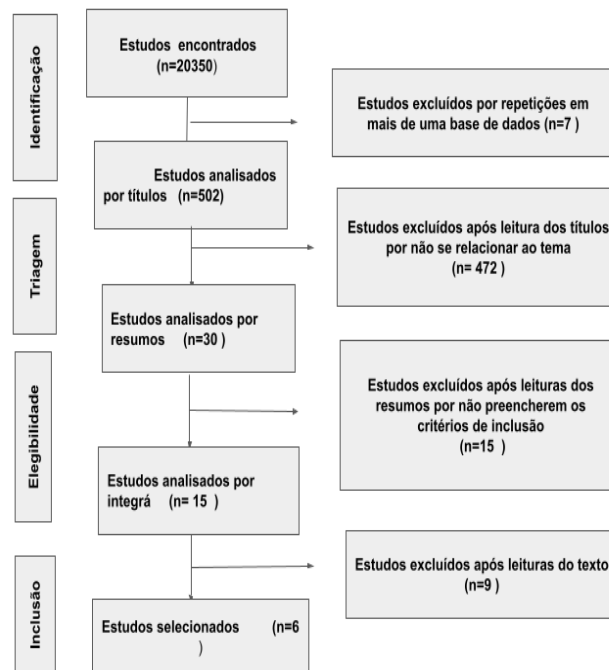 Identificação
Estudos encontrados
(n=20350)
Estudos excluídos por repetições em
mais de uma base de dados (n=7 )
Estudos analisados
por títulos (n=502)
Triagem
Estudos excluídos após leitura dos títulos
por não se relacionar ao tema
(n= 472 )
Estudos analisados por
resumos (n=30 )
Elegibilidade
Estudos excluídos após leituras dos
resumos por não preencherem os
critérios de inclusão
(n=15 )
Estudos analisados por
integrá (n= 15 )
Inclusão
Estudos excluídos após leituras do texto
(n=9 )
Estudos selecionados (n=6
)